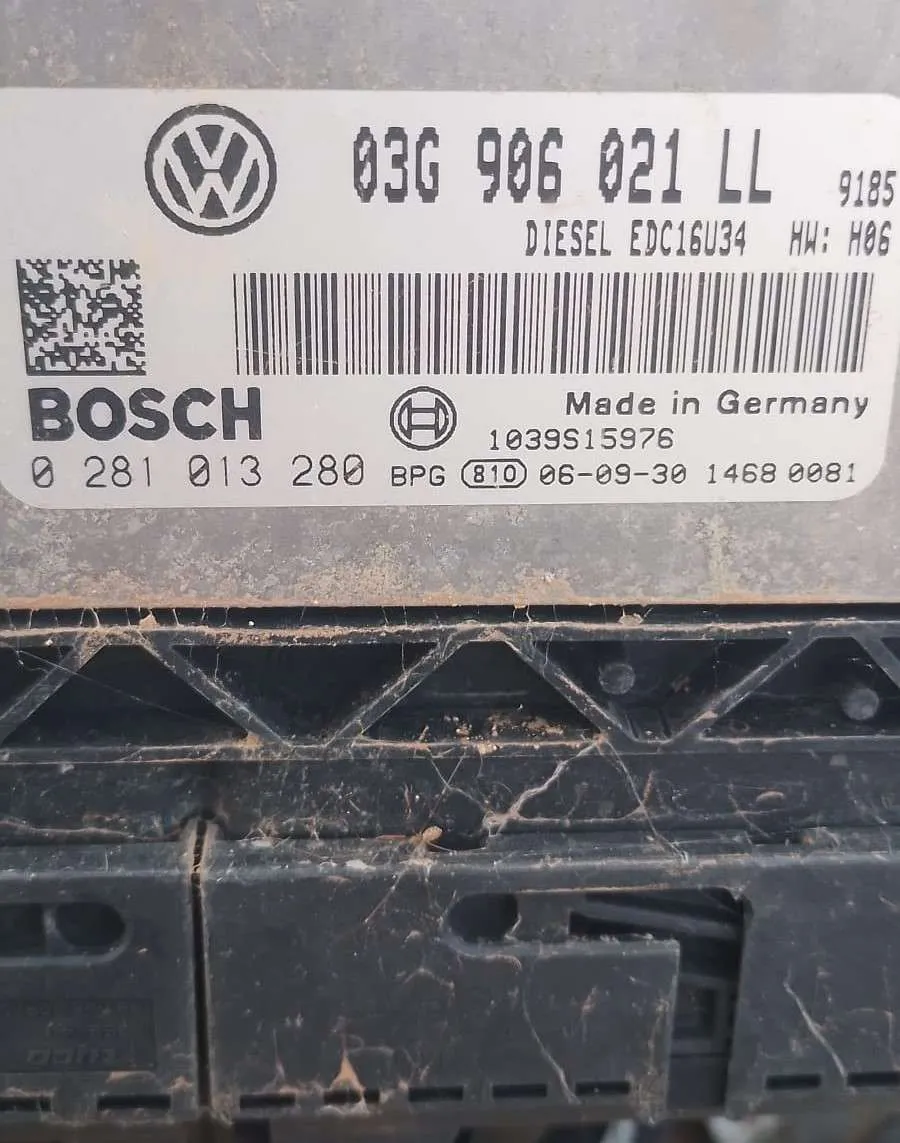 03G 906 021 LL 9185
DIESEL EDC16U34 HW: H06
BOSCH
Made in Germany
1039S15976
0 281 013 280 BPG 810 06-09-30 1468 0081